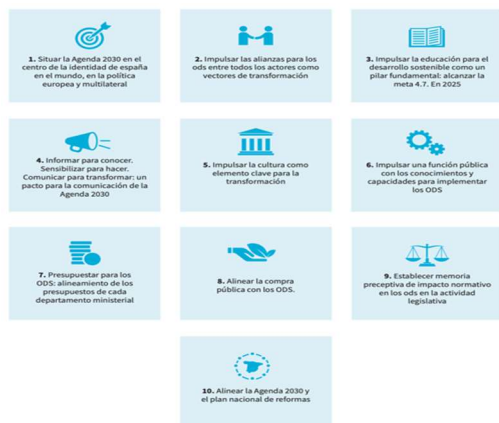 1. Situar la Agenda 2030 en el
centro de la identidad de españa
en el mundo, en la política
europea y multilateral
2. Impulsar las alianzas para los
ods entre todos los actores como
vectores de transformación
3. Impulsar la educación para el
desarrollo sostenible como un
pilar fundamental: alcanzar la
meta 4.7. En 2025
4. Informar para conocer.
Sensibilizar para hacer.
Comunicar para transformar: un
pacto para la comunicación de la
Agenda 2030
5. Impulsar la cultura como
elemento clave para la
transformación
6. Impulsar una función pública
con los conocimientos y
capacidades para implementar
los ODS
7. Presupuestar para los
ODS: alineamiento de los
presupuestos de cada
departamento ministerial
8. Alinear la compra
pública con los ODS.
9. Establecer memoria
preceptiva de impacto normativo
en los ods en la actividad
legislativa
10. Alinear la Agenda 2030 y
el plan nacional de reformas